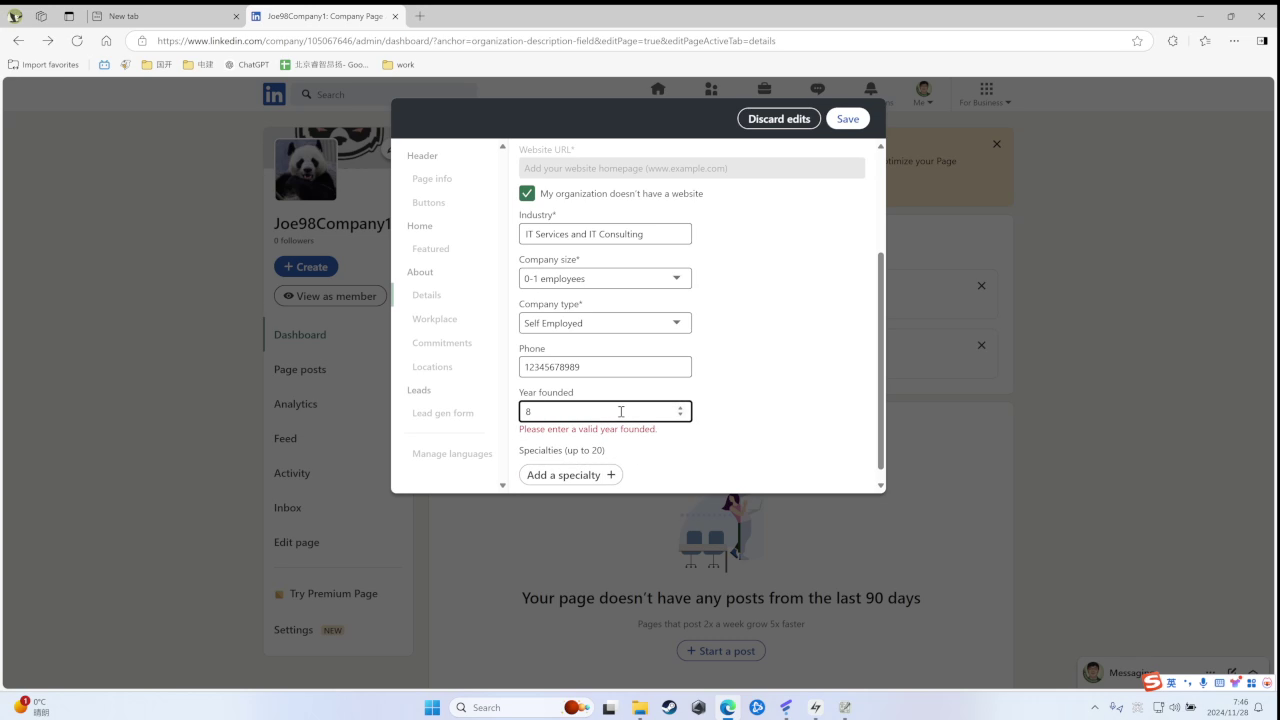 New tab
Joe98Company1: Company Page
https://www.linkedin.com/company/105067646/admin/dashboard/?anchor=organization-description-field&editPage=true&editPageActiveTab=details
Import favorites
国开
中建
ChatGPT
北京睿智昂扬- Goo...
work
in
Search
Me
For Business
Discard edits
Save
timize your Page
Header
Page info
Buttons
Home
Featured
About
Details
Workplace
Commitments
Locations
Leads
Lead gen form
Manage languages
Website URL*
Add your website homepage (www.example.com)
My organization doesn't have a website
Industry*
IT Services and IT Consulting
Company size*
0-1 employees
Company type*
Self Employed
Phone
12345678989
Year founded
8
Please enter a valid year founded.
Specialties (up to 20)
Add a specialty +
Joe98Company1
0 followers
+ Create
View as member
Dashboard
Page posts
Analytics
Feed
Activity
Inbox
Edit page
Try Premium Page
Settings NEW
Your page doesn't have any posts from the last 90 days
Pages that post 2x a week grow 5x faster
+ Start a post
Messaging
英
1
0°C
晴朗
Search
7:46
2024/11/28